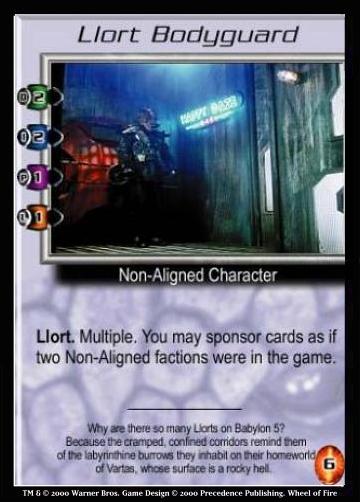 Llort Bodyguard
D 2
2
P 1
L 1
Non-Aligned Character
Llort. Multiple. You may sponsor cards as if
two Non-Aligned factions were in the game.
Why are there so many Llorts on Babylon 5?
Because the cramped, confined corridors remind them
of the labyrinthine burrows they inhabit on their homeworld
of Vartas, whose surface is a rocky hell.
6
TM & © 2000 Warner Bros. Game Design © 2000 Precedence Publishing. Wheel of Fire